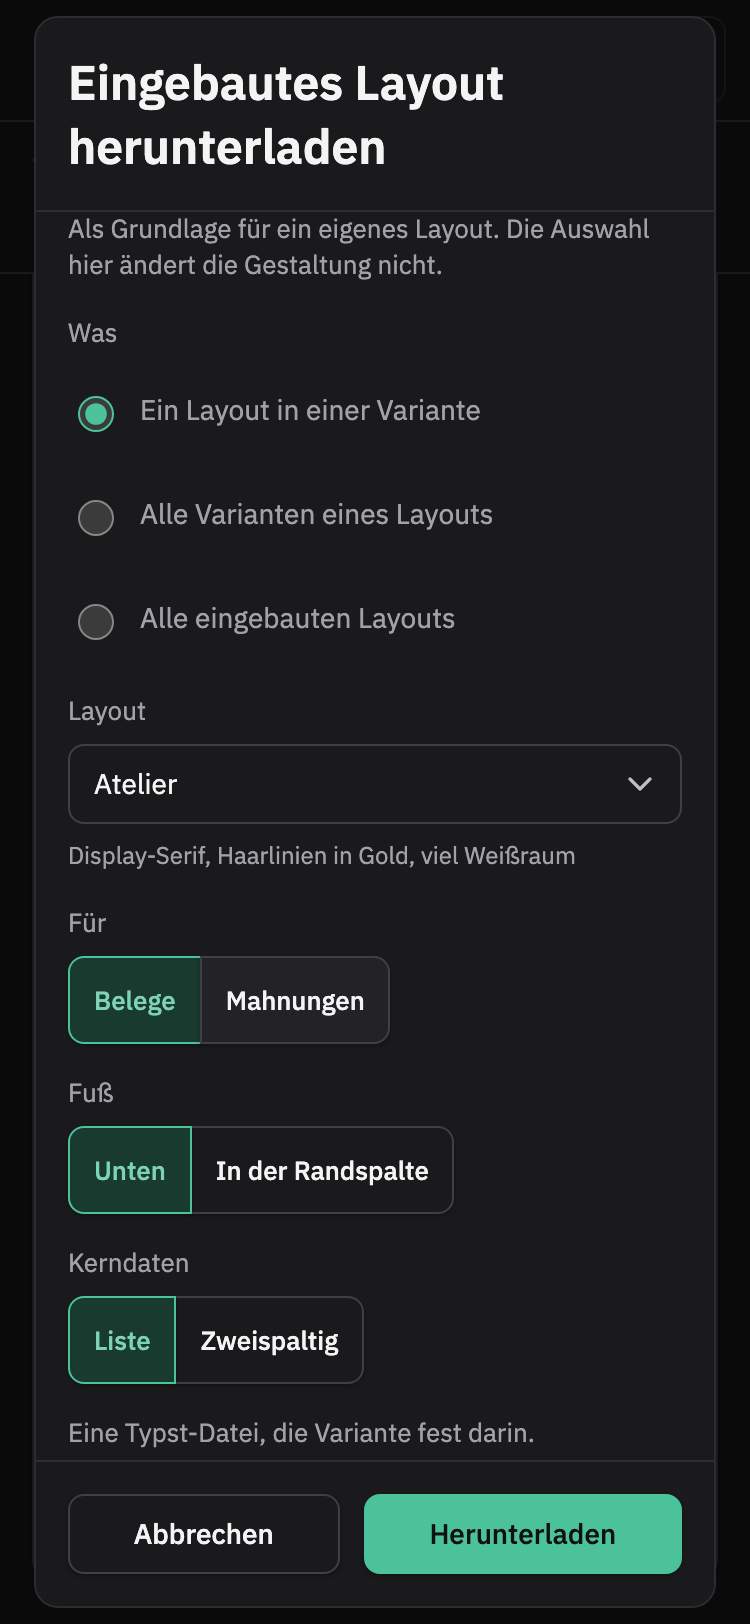 Eingebautes Layout
herunterladen
Als Grundlage für ein eigenes Layout. Die Auswahl
hier ändert die Gestaltung nicht.
Was
Ein Layout in einer Variante
Alle Varianten eines Layouts
Alle eingebauten Layouts
Layout
Atelier
Display-Serif, Haarlinien in Gold, viel Weißraum
Für
Belege
Mahnungen
Fuß
Unten
In der Randspalte
Kerndaten
Liste
Zweispaltig
Eine Typst-Datei, die Variante fest darin.
Abbrechen
Herunterladen